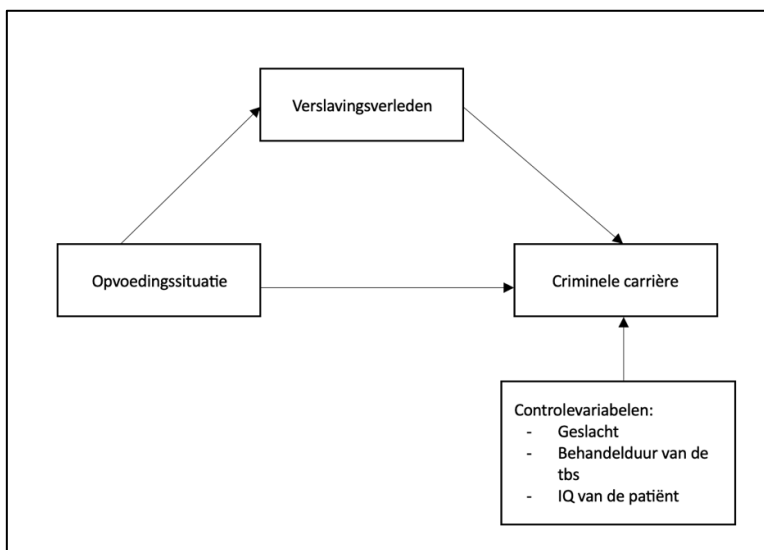 Verslavingsverleden
Opvoedingssituatie
Criminele carrière
Controlevariabelen:
- Geslacht
- Behandelduur van de
tbs
- IQ van de patiënt